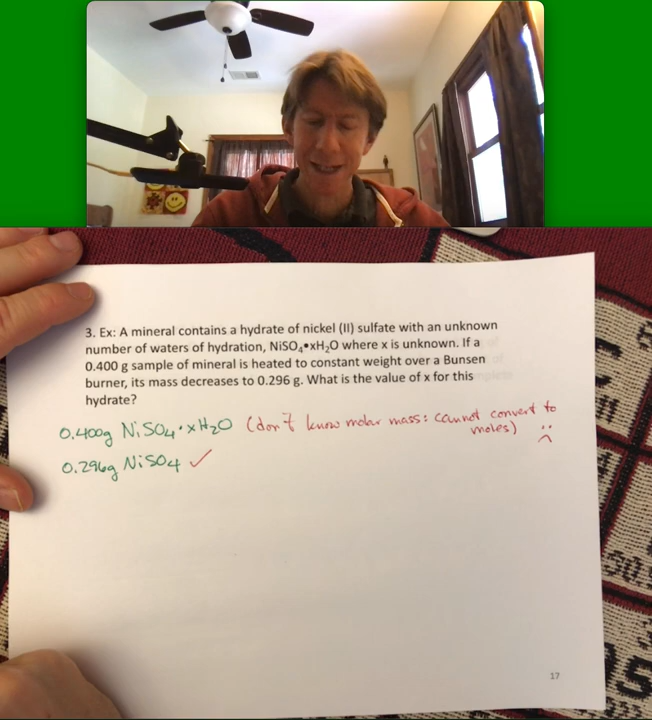 3. Ex: A mineral contains a hydrate of nickel (II) sulfate with an unknown
number of waters of hydration, NiSO₄•xH₂O where x is unknown. If a
0.400 g sample of mineral is heated to constant weight over a Bunsen
burner, its mass decreases to 0.296 g. What is the value of x for this
hydrate?
0.400g NiSO₄•xH₂O (don't know molar mass: cannot convert to
moles) :(
0.296g NiSO₄ ✓
17